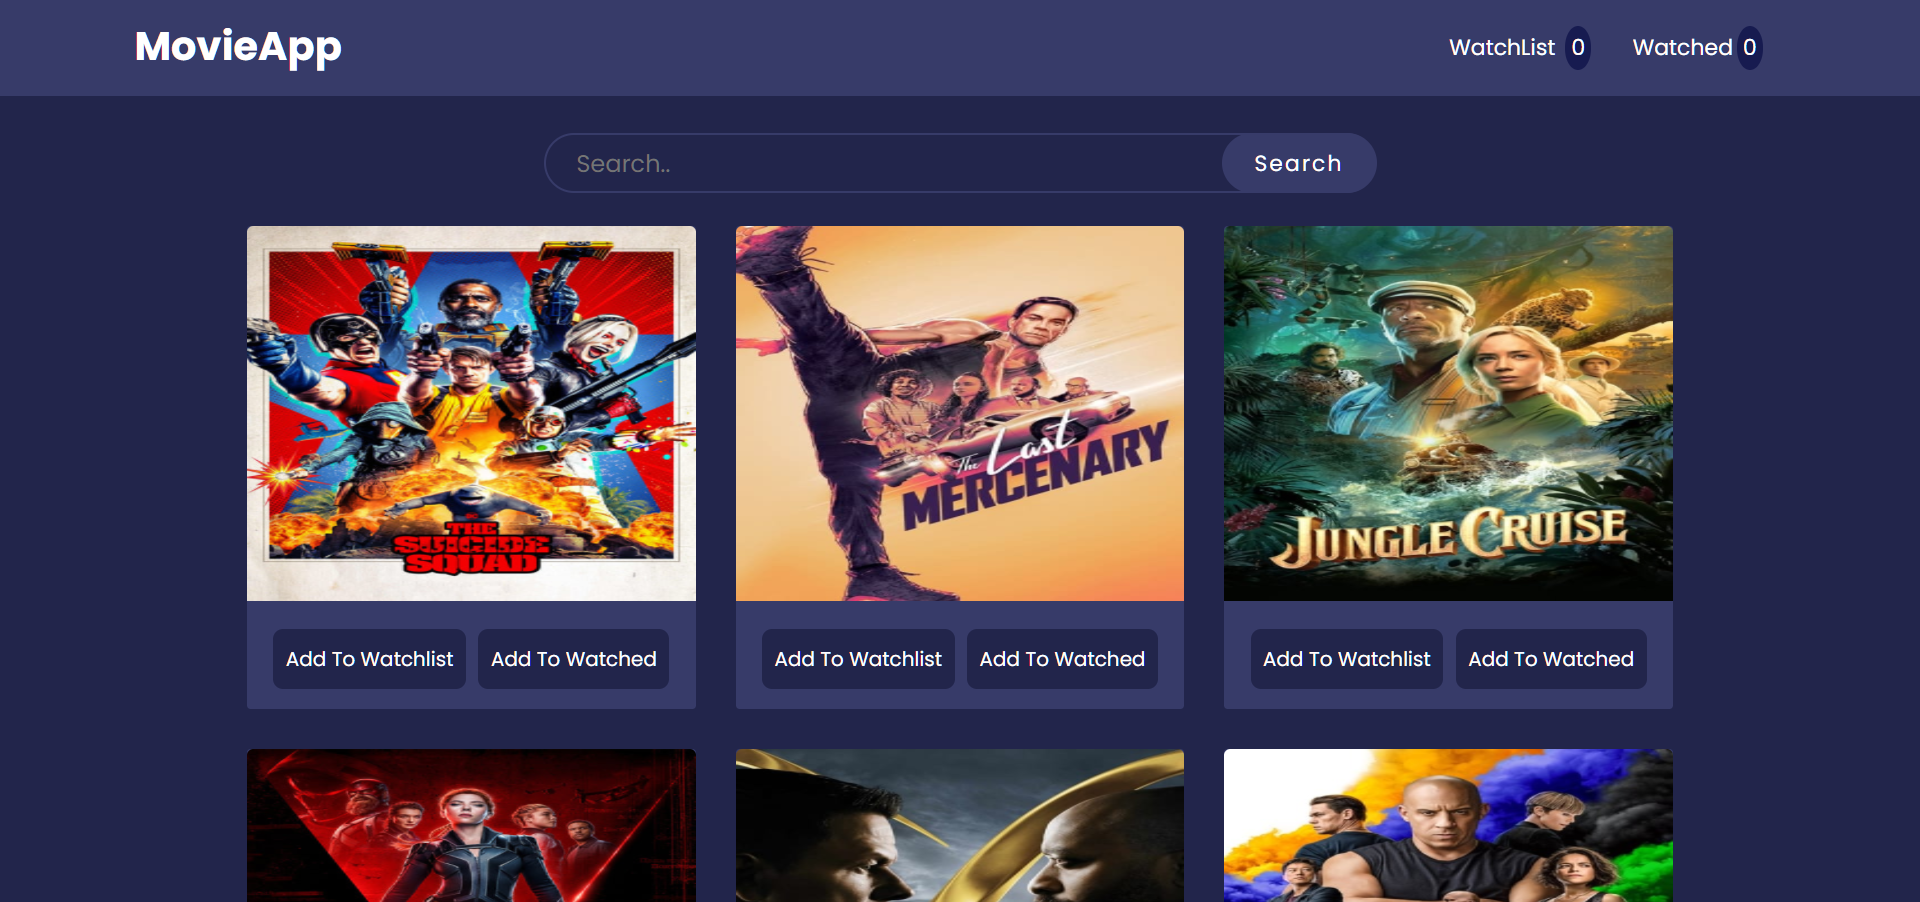 MovieApp
WatchList 0
Watched 0
Search..
Search
THE
SUICIDE
SQUAD
The Last
MERCENARY
JUNGLE CRUISE
Add To Watchlist
Add To Watched
Add To Watchlist
Add To Watched
Add To Watchlist
Add To Watched